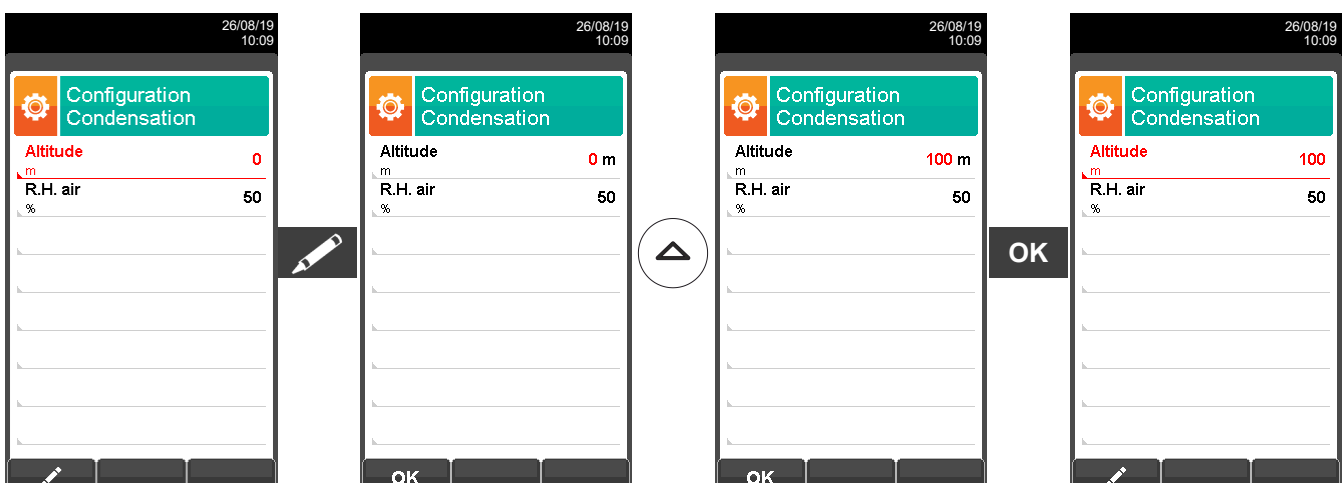 26/08/19
10:09
Configuration
Condensation
Altitude
m
0
R.H. air
%
50
26/08/19
10:09
Configuration
Condensation
Altitude
m
0 m
R.H. air
%
50
OK
26/08/19
10:09
Configuration
Condensation
Altitude
m
100 m
R.H. air
%
50
OK
OK
26/08/19
10:09
Configuration
Condensation
Altitude
m
100
R.H. air
%
50